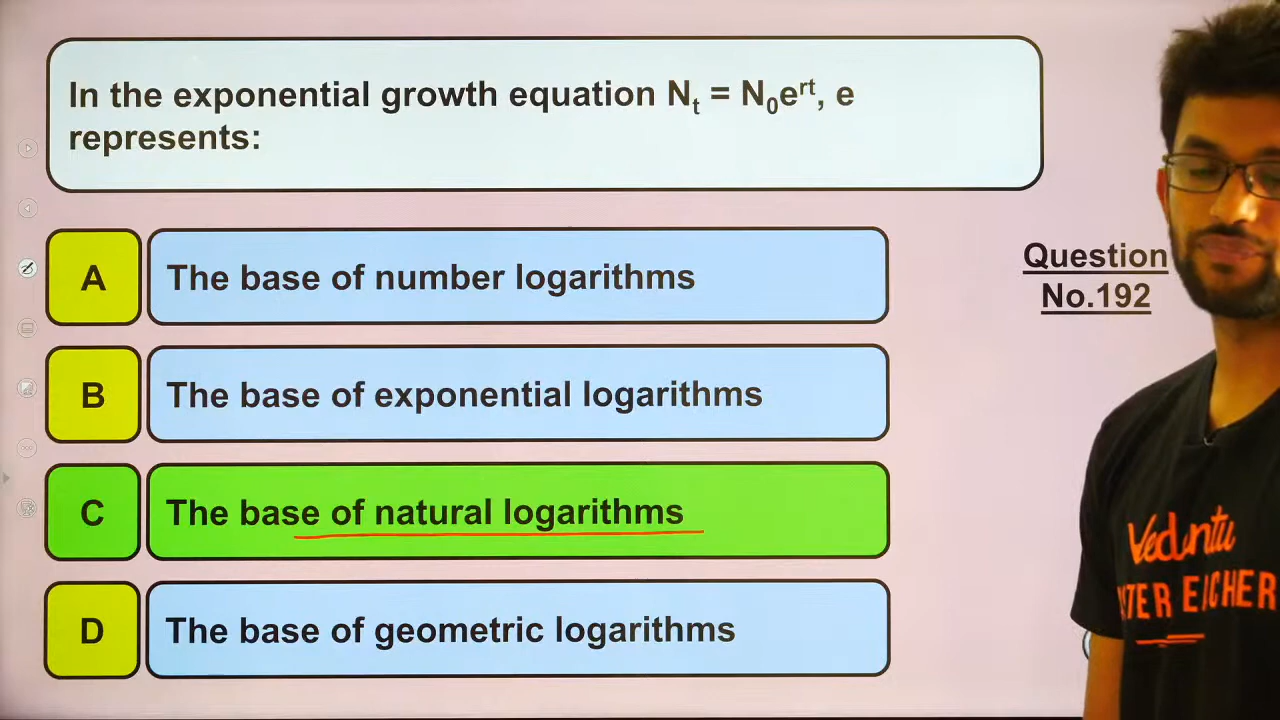 In the exponential growth equation Nₜ = N₀eʳᵗ, e
represents:
A
The base of number logarithms
B
The base of exponential logarithms
C
The base of natural logarithms
D
The base of geometric logarithms
Question
No.192
Vedantu